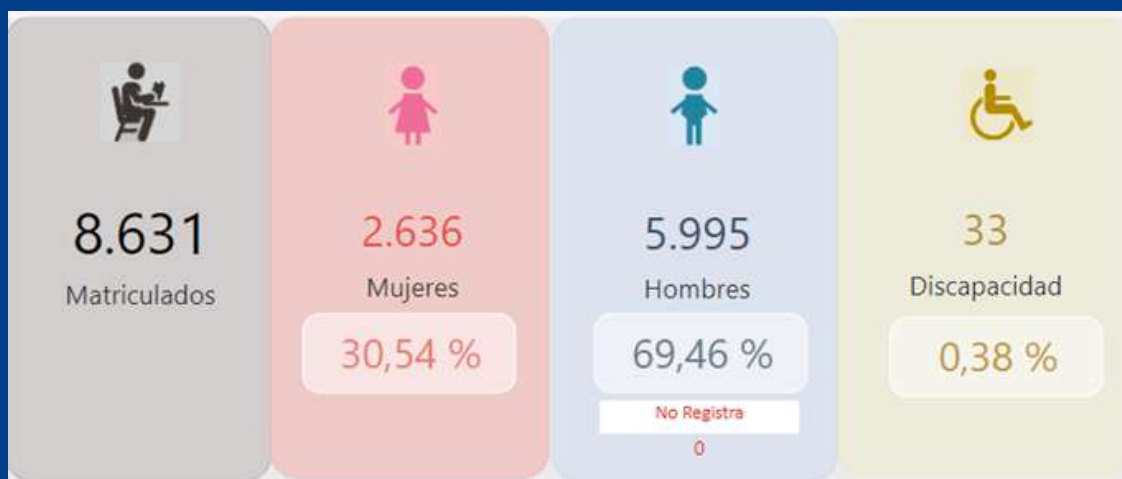 8.631
Matriculados
2.636
Mujeres
30,54 %
5.995
Hombres
69,46 %
No Registra
0
33
Discapacidad
0,38 %